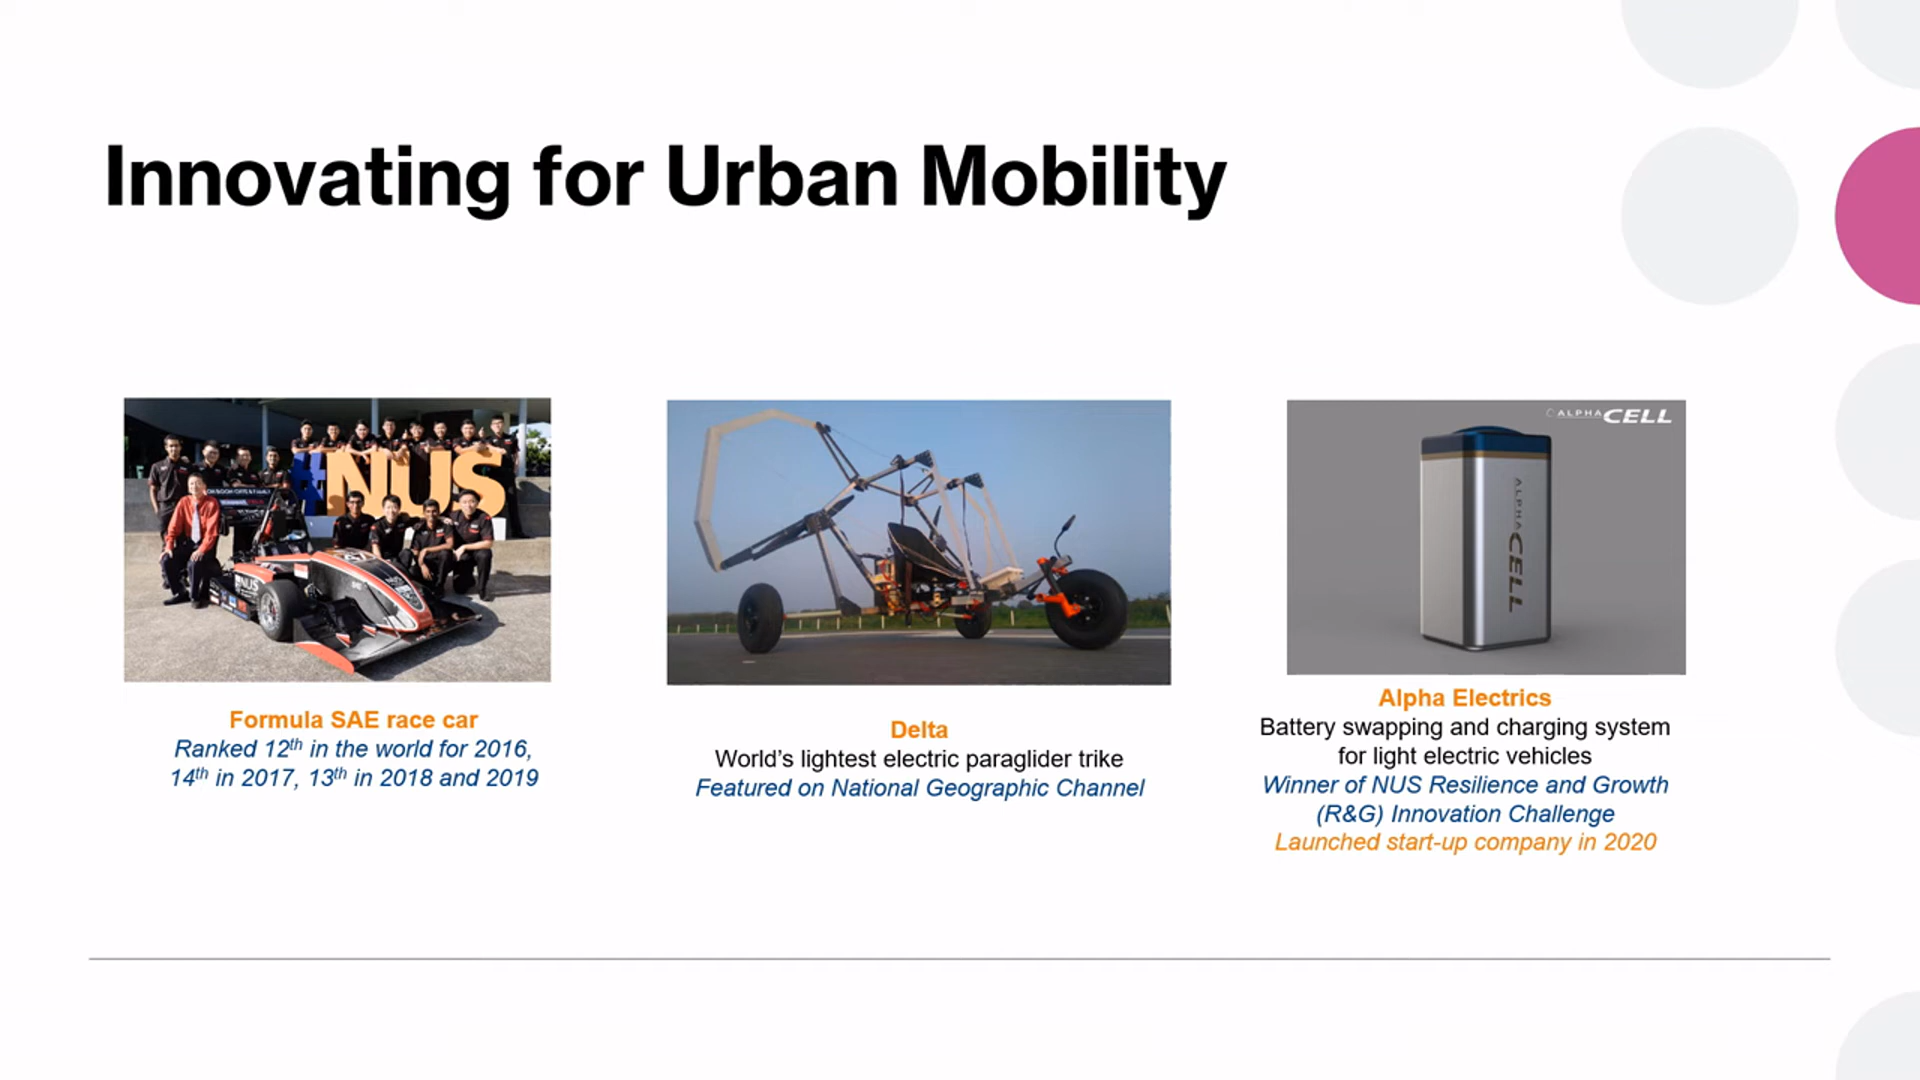 Innovating for Urban Mobility
#NUS
NUS
Formula SAE race car
Ranked 12th in the world for 2016,
14th in 2017, 13th in 2018 and 2019
Delta
World's lightest electric paraglider trike
Featured on National Geographic Channel
ALPHACELL
ALPHACELL
Alpha Electrics
Battery swapping and charging system
for light electric vehicles
Winner of NUS Resilience and Growth
(R&G) Innovation Challenge
Launched start-up company in 2020